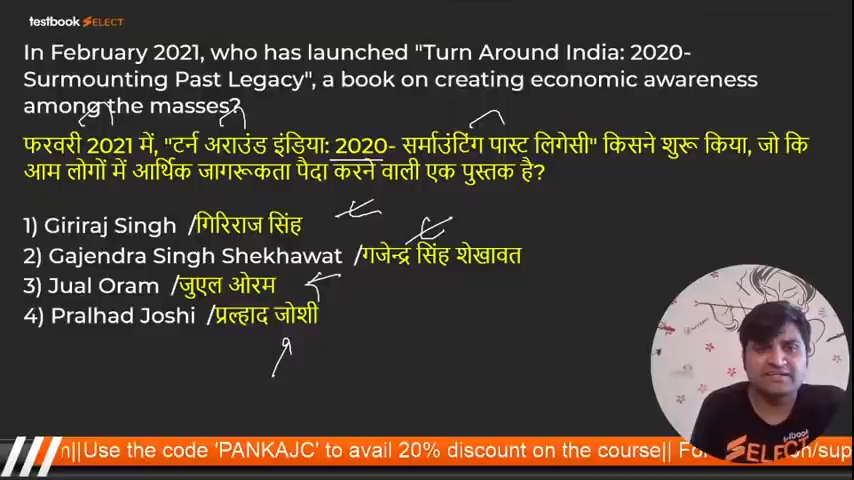 testbook SELECT
In February 2021, who has launched "Turn Around India: 2020-
Surmounting Past Legacy", a book on creating economic awareness
among the masses?
फरवरी 2021 में, "टर्न अराउंड इंडिया: 2020- सर्माउंटिंग पास्ट लिगेसी" किसने शुरू किया, जो कि
आम लोगों में आर्थिक जागरूकता पैदा करने वाली एक पुस्तक है?
1) Giriraj Singh /गिरिराज सिंह
2) Gajendra Singh Shekhawat /गजेन्द्र सिंह शेखावत
3) Jual Oram /जुएल ओरम
4) Pralhad Joshi /प्रल्हाद जोशी
testbook
SELECT
||Use the code 'PANKAJC' to avail 20% discount on the course||